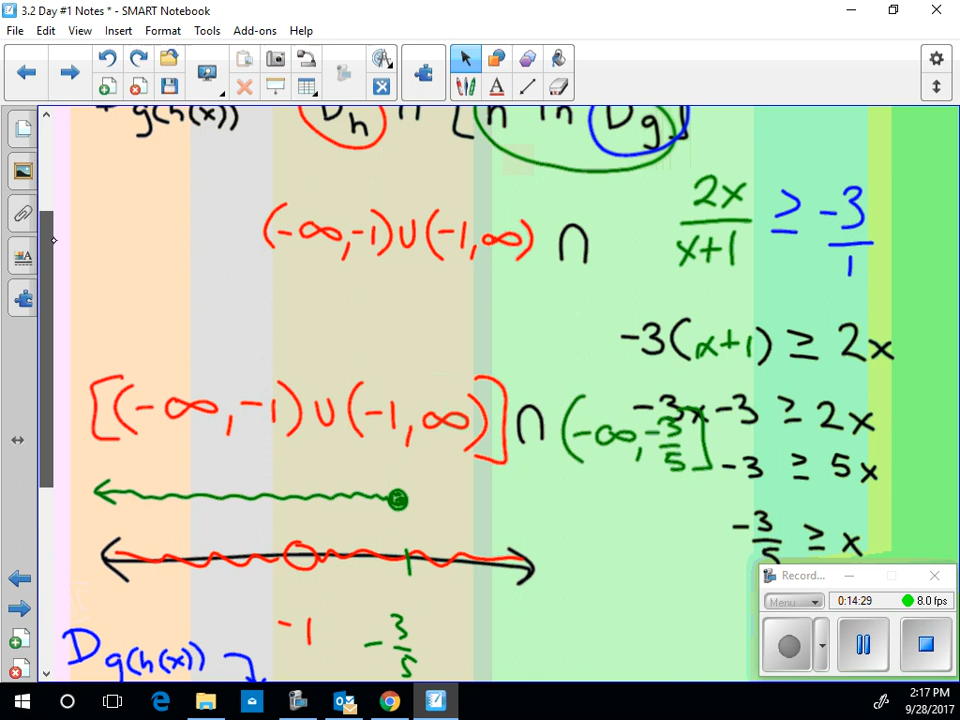 3.2 Day #1 Notes * - SMART Notebook
File Edit View Insert Format Tools Add-ons Help
g(h(x)) Dh ∩ [h in Dg]
(-∞,-1)∪(-1,∞) ∩ 2x/x+1 ≥ -3/1
-3(x+1) ≥ 2x
[(-∞,-1)∪(-1,∞)] ∩ (-∞,-3/5]
-3x-3 ≥ 2x
-3 ≥ 5x
-3/5 ≥ x
-1 -3/5
D g(h(x))
Record...
Menu 0:14:29 8.0 fps
2:17 PM
9/28/2017